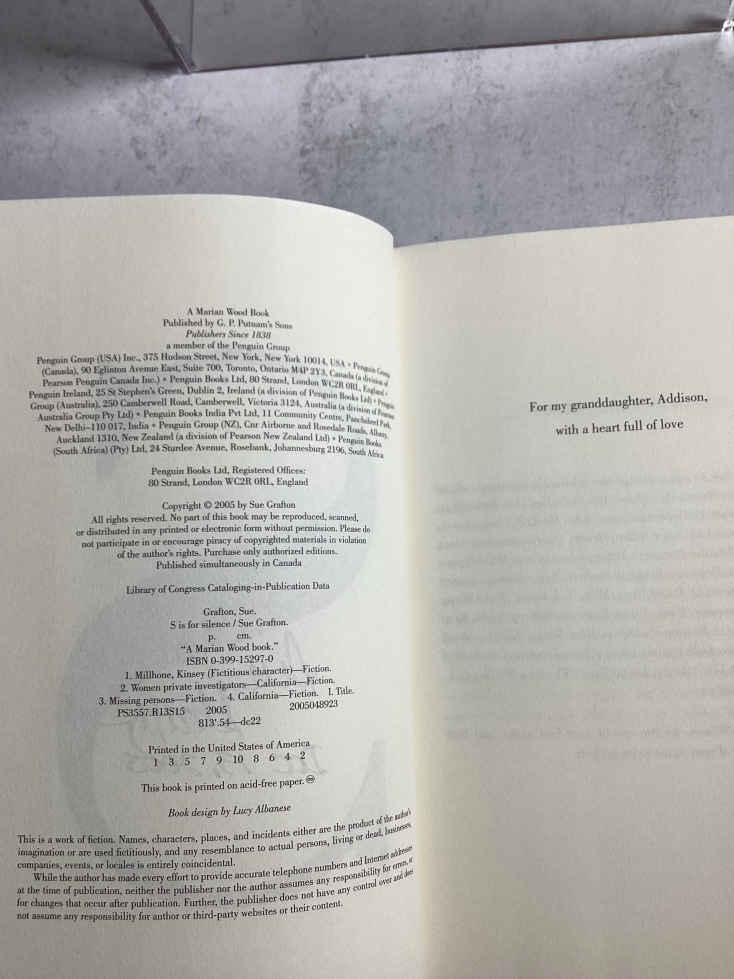 A Marian Wood Book
Published by G. P. Putnam's Sons
Publishers Since 1838
a member of the Penguin Group
Penguin Group (USA) Inc., 375 Hudson Street, New York, New York 10014, USA • Penguin Group
(Canada), 90 Eglinton Avenue East, Suite 700, Toronto, Ontario M4P 2Y3, Canada (a division of
Pearson Penguin Canada Inc.) • Penguin Books Ltd, 80 Strand, London WC2R 0RL, England •
Penguin Ireland, 25 St Stephen's Green, Dublin 2, Ireland (a division of Penguin Books Ltd) • Penguin
Group (Australia), 250 Camberwell Road, Camberwell, Victoria 3124, Australia (a division of Pearson
Australia Group Pty Ltd) • Penguin Books India Pvt Ltd, 11 Community Centre, Panchsheel Park,
New Delhi–110 017, India • Penguin Group (NZ), Cnr Airborne and Rosedale Roads, Albany,
Auckland 1310, New Zealand (a division of Pearson New Zealand Ltd) • Penguin Books
(South Africa) (Pty) Ltd, 24 Sturdee Avenue, Rosebank, Johannesburg 2196, South Africa
Penguin Books Ltd, Registered Offices:
80 Strand, London WC2R 0RL, England
Copyright © 2005 by Sue Grafton
All rights reserved. No part of this book may be reproduced, scanned,
or distributed in any printed or electronic form without permission. Please do
not participate in or encourage piracy of copyrighted materials in violation
of the author's rights. Purchase only authorized editions.
Published simultaneously in Canada
Library of Congress Cataloging-in-Publication Data
Grafton, Sue.
S is for silence / Sue Grafton.
p. cm.
"A Marian Wood book."
ISBN 0-399-15297-0
1. Millhone, Kinsey (Fictitious character)—Fiction.
2. Women private investigators—California—Fiction.
3. Missing persons—Fiction. 4. California—Fiction. I. Title.
PS3557.R13S15 2005 2005048923
813'.54—dc22
Printed in the United States of America
1 3 5 7 9 10 8 6 4 2
This book is printed on acid-free paper. ♾
Book design by Lucy Albanese
This is a work of fiction. Names, characters, places, and incidents either are the product of the author's
imagination or are used fictitiously, and any resemblance to actual persons, living or dead, businesses,
companies, events, or locales is entirely coincidental.
While the author has made every effort to provide accurate telephone numbers and Internet addresses
at the time of publication, neither the publisher nor the author assumes any responsibility for errors, or
for changes that occur after publication. Further, the publisher does not have any control over and does
not assume any responsibility for author or third-party websites or their content.
For my granddaughter, Addison,
with a heart full of love